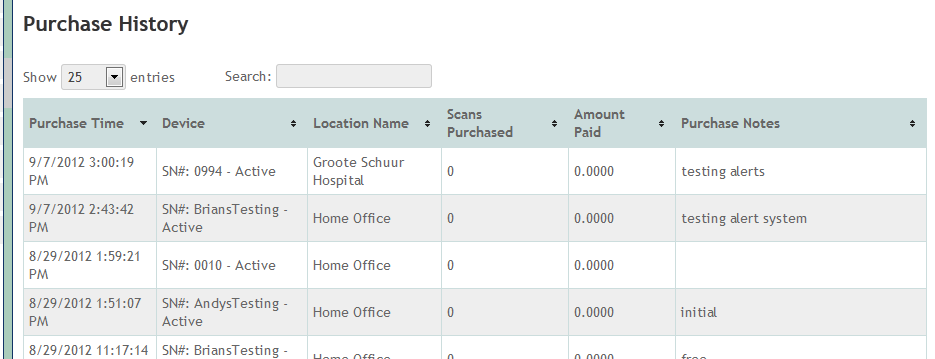 Purchase History
Show 25 entries Search:
Purchase Time Device Location Name Scans Purchased Amount Paid Purchase Notes
9/7/2012 3:00:19 PM SN#: 0994 - Active Groote Schuur Hospital 0 0.0000 testing alerts
9/7/2012 2:43:42 PM SN#: BriansTesting - Active Home Office 0 0.0000 testing alert system
8/29/2012 1:59:21 PM SN#: 0010 - Active Home Office 0 0.0000
8/29/2012 1:51:07 PM SN#: AndysTesting - Active Home Office 0 0.0000 initial
8/29/2012 11:17:14 SN#: BriansTesting - Home Office 0 0.0000 free